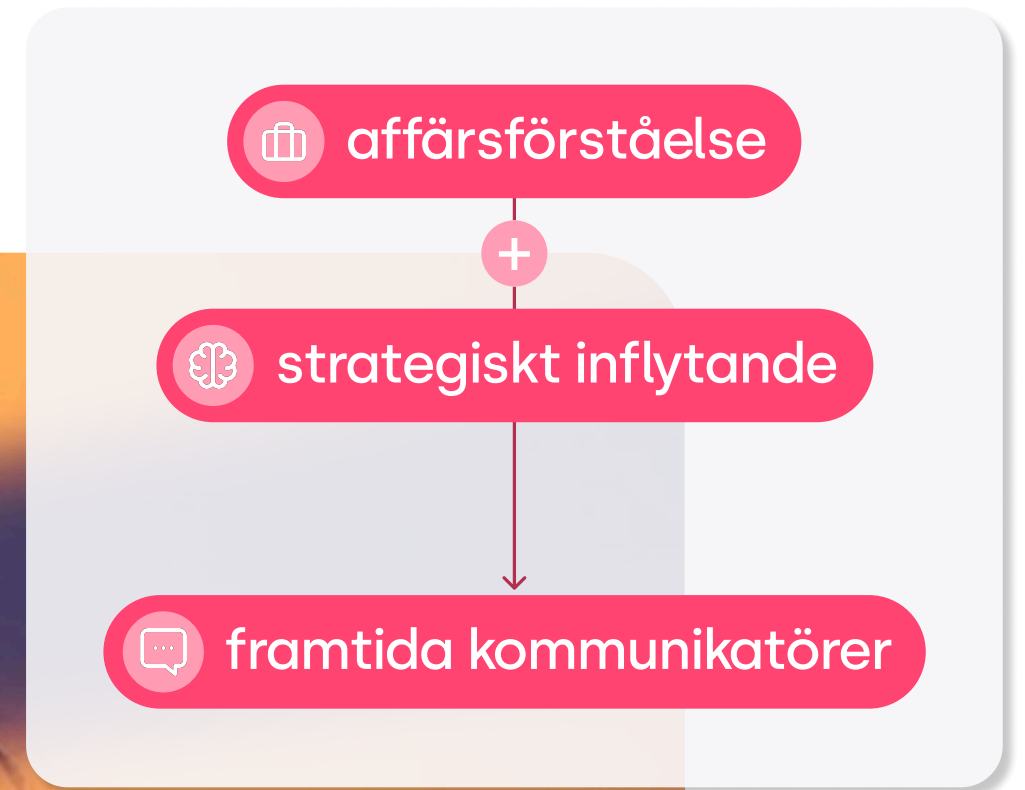 affärsförståelse
+
strategiskt inflytande
framtida kommunikatörer